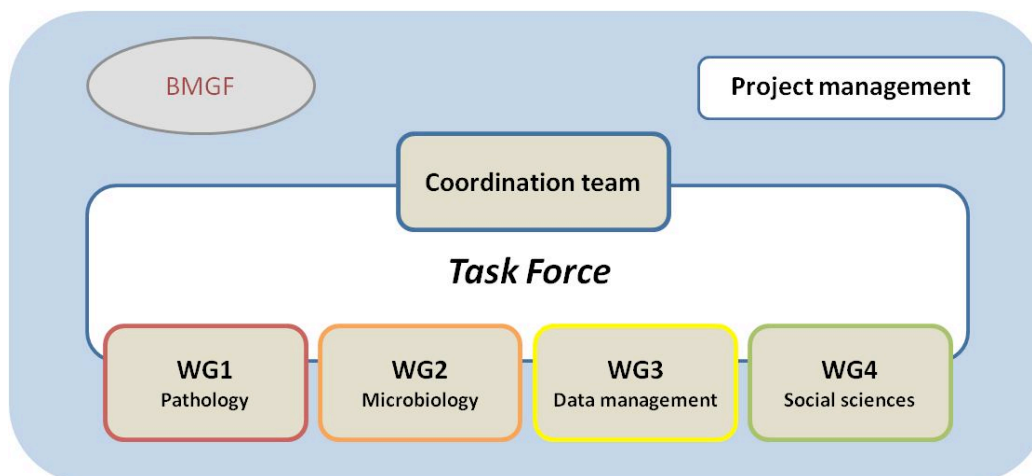 BMGF
Project management
Coordination team
Task Force
WG1
Pathology
WG2
Microbiology
WG3
Data management
WG4
Social sciences